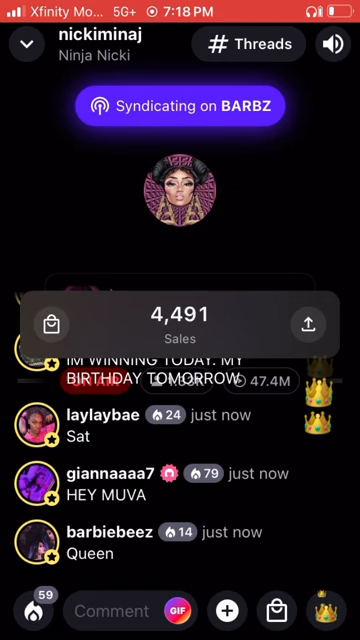 Xfinity Mo... 5G+ 7:18 PM
nickiminaj
Ninja Nicki
# Threads
Syndicating on BARBZ
4,491
Sales
IM WINNING TODAY. MY
BIRTHDAY TOMORROW
47.4M
laylaybae 24 just now
Sat
giannaaaa7 79 just now
HEY MUVA
barbiebeez 14 just now
Queen
59
Comment GIF